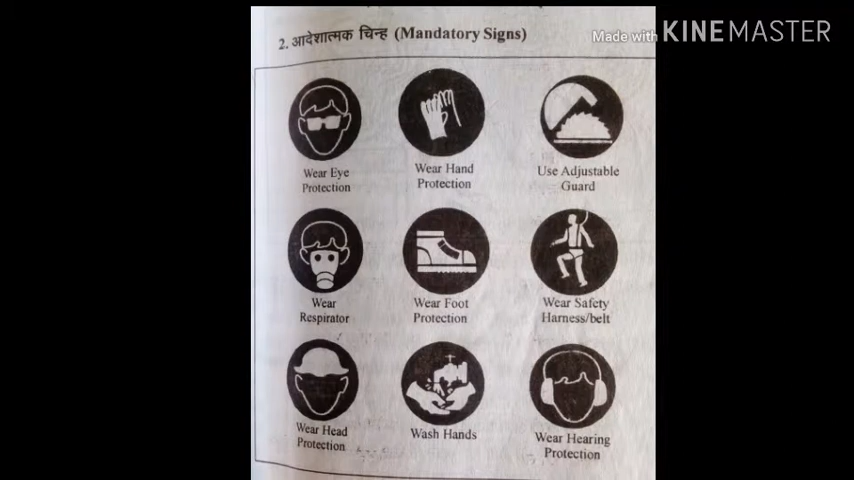 2. आदेशात्मक चिन्ह (Mandatory Signs)
Made with KINEMASTER
Wear Eye
Protection
Wear Hand
Protection
Use Adjustable
Guard
Wear
Respirator
Wear Foot
Protection
Wear Safety
Harness/belt
Wear Head
Protection
Wash Hands
Wear Hearing
Protection